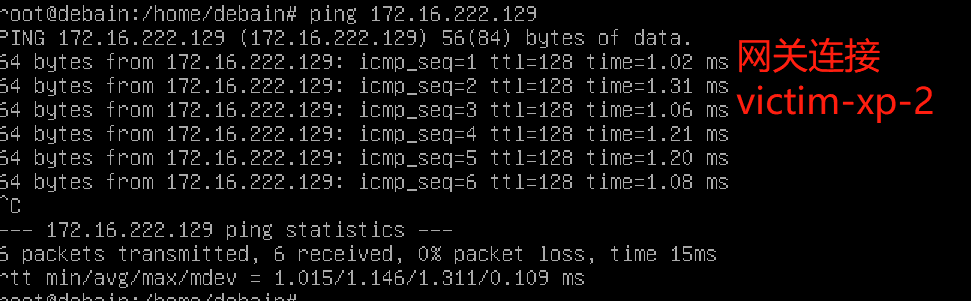 root@debain:/home/debain# ping 172.16.222.129
PING 172.16.222.129 (172.16.222.129) 56(84) bytes of data.
64 bytes from 172.16.222.129: icmp_seq=1 ttl=128 time=1.02 ms
网关连接
64 bytes from 172.16.222.129: icmp_seq=2 ttl=128 time=1.31 ms
64 bytes from 172.16.222.129: icmp_seq=3 ttl=128 time=1.06 ms
victim-xp-2
64 bytes from 172.16.222.129: icmp_seq=4 ttl=128 time=1.21 ms
64 bytes from 172.16.222.129: icmp_seq=5 ttl=128 time=1.20 ms
64 bytes from 172.16.222.129: icmp_seq=6 ttl=128 time=1.08 ms
^C
--- 172.16.222.129 ping statistics ---
6 packets transmitted, 6 received, 0% packet loss, time 15ms
rtt min/avg/max/mdev = 1.015/1.146/1.311/0.109 ms
root@debain:/home/debain#